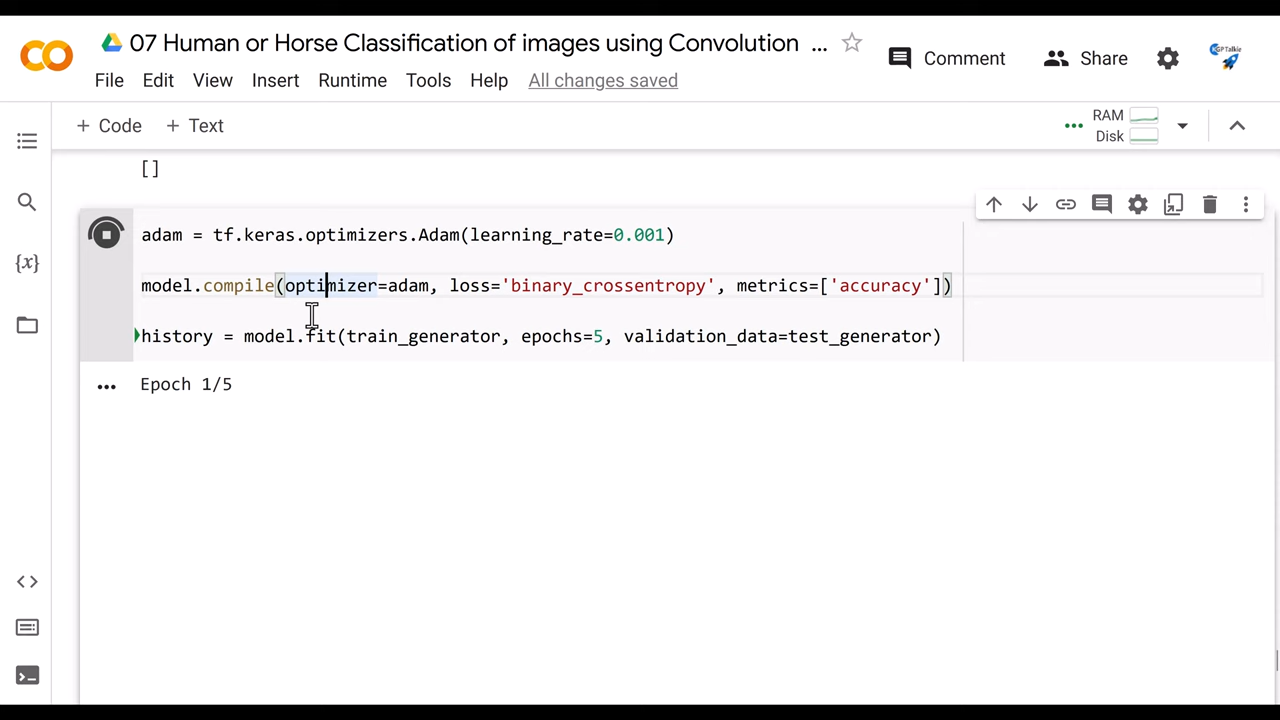 07 Human or Horse Classification of images using Convolution ...
Comment
Share
KGP Talkie
File Edit View Insert Runtime Tools Help All changes saved
+ Code + Text
RAM
Disk
[]
adam = tf.keras.optimizers.Adam(learning_rate=0.001)
model.compile(optimizer=adam, loss='binary_crossentropy', metrics=['accuracy'])
history = model.fit(train_generator, epochs=5, validation_data=test_generator)
... Epoch 1/5
{x}